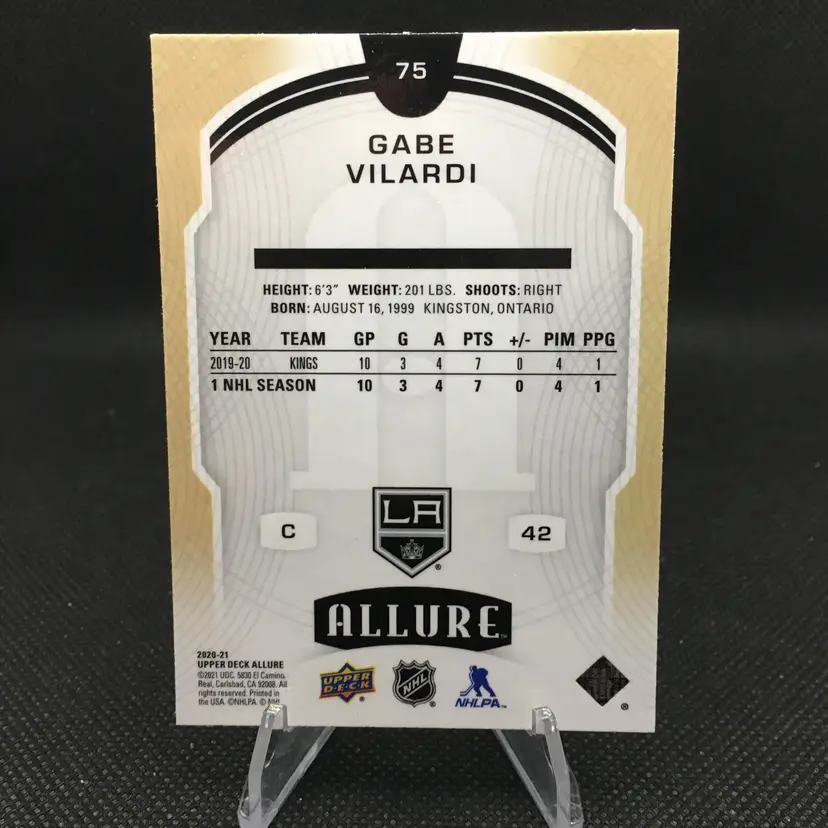 75
GABE
VILARDI
HEIGHT: 6'3" WEIGHT: 201 LBS. SHOOTS: RIGHT
BORN: AUGUST 16, 1999 KINGSTON, ONTARIO
YEAR TEAM GP G A PTS +/- PIM PPG
2019-20 KINGS 10 3 4 7 0 4 1
1 NHL SEASON 10 3 4 7 0 4 1
C
LA
42
ALLURE™
2020-21
UPPER DECK ALLURE
©2021 UDC. 5830 El Camino
Real, Carlsbad, CA 92008. All
rights reserved. Printed in
the USA. ©NHLPA. © NHL
UPPER
DECK
NHL
NHLPA™